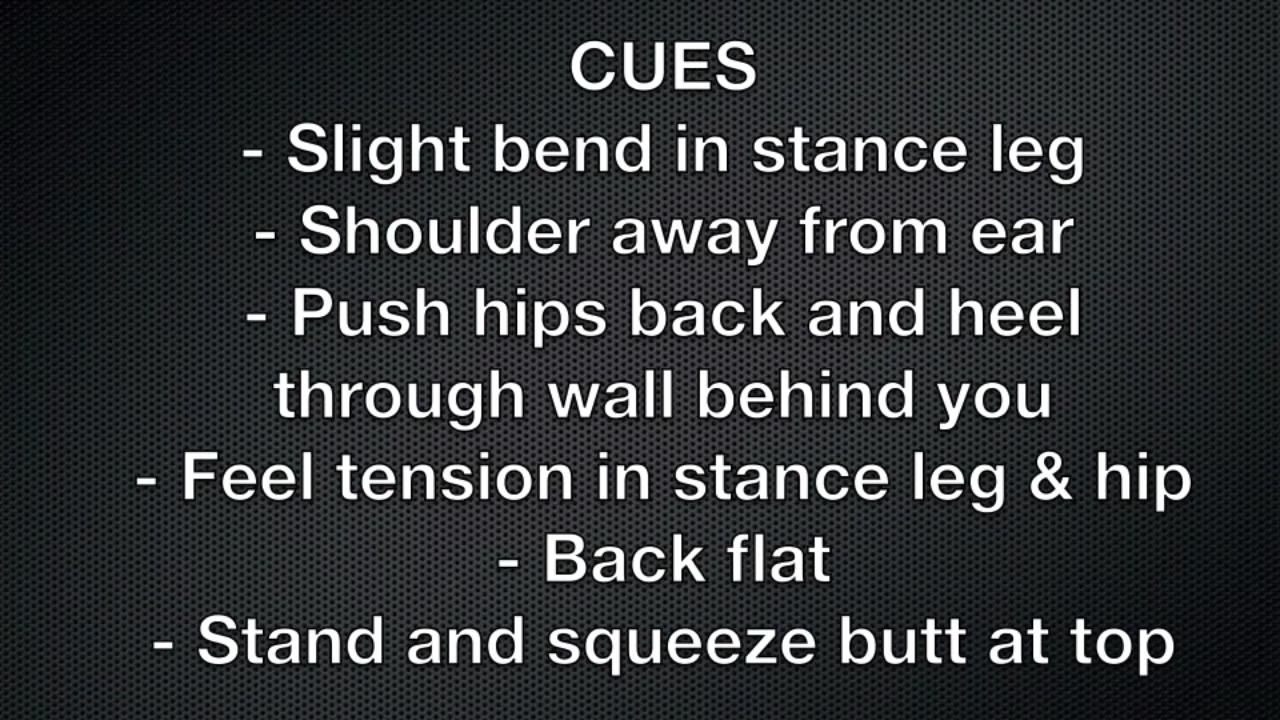 CUES
- Slight bend in stance leg
- Shoulder away from ear
- Push hips back and heel
through wall behind you
- Feel tension in stance leg & hip
- Back flat
- Stand and squeeze butt at top